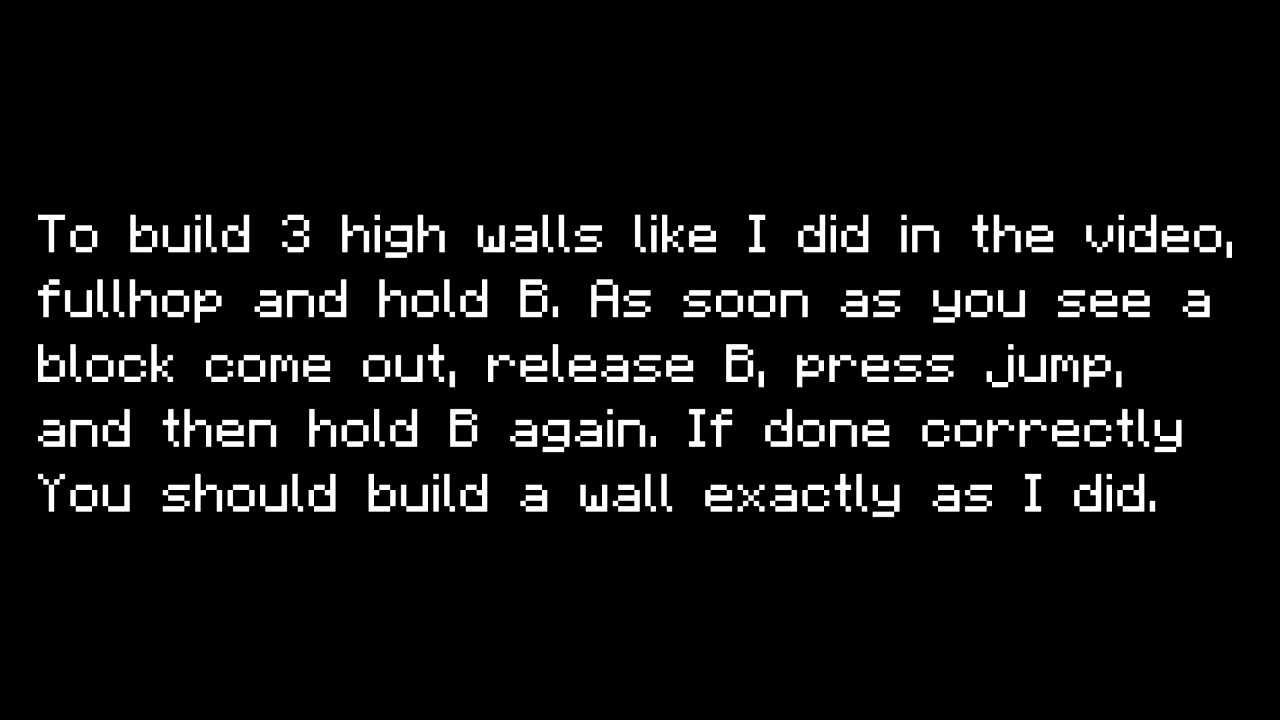 To build 3 high walls like I did in the video,
fullhop and hold B. As soon as you see a
block come out, release B, press jump,
and then hold B again. If done correctly
You should build a wall exactly as I did.